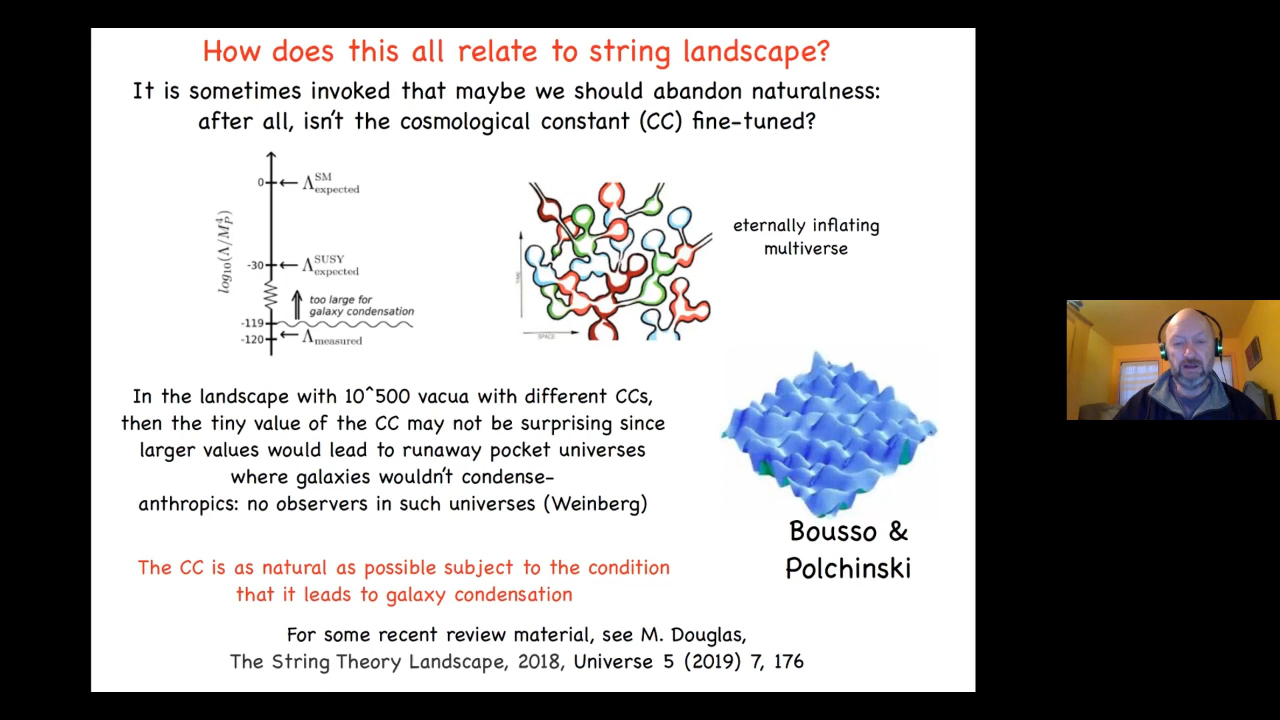 How does this all relate to string landscape?
It is sometimes invoked that maybe we should abandon naturalness:
after all, isn't the cosmological constant (CC) fine-tuned?
log₁₀(Λ/M⁴_P)
0
Λ^SM_expected
-30
Λ^SUSY_expected
too large for
galaxy condensation
-119
-120
Λ_measured
TIME
SPACE
eternally inflating
multiverse
In the landscape with 10^500 vacua with different CCs,
then the tiny value of the CC may not be surprising since
larger values would lead to runaway pocket universes
where galaxies wouldn't condense-
anthropics: no observers in such universes (Weinberg)
Bousso &
Polchinski
The CC is as natural as possible subject to the condition
that it leads to galaxy condensation
For some recent review material, see M. Douglas,
The String Theory Landscape, 2018, Universe 5 (2019) 7, 176